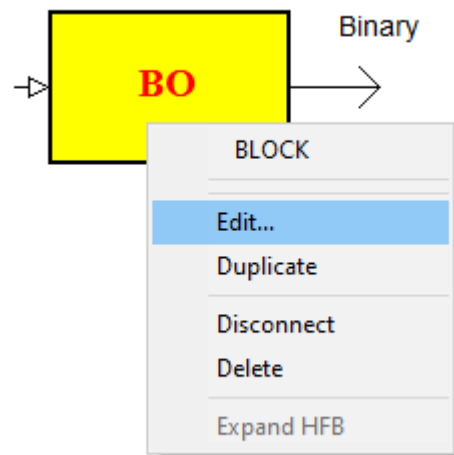 Binary
BO
BLOCK
Edit...
Duplicate
Disconnect
Delete
Expand HFB